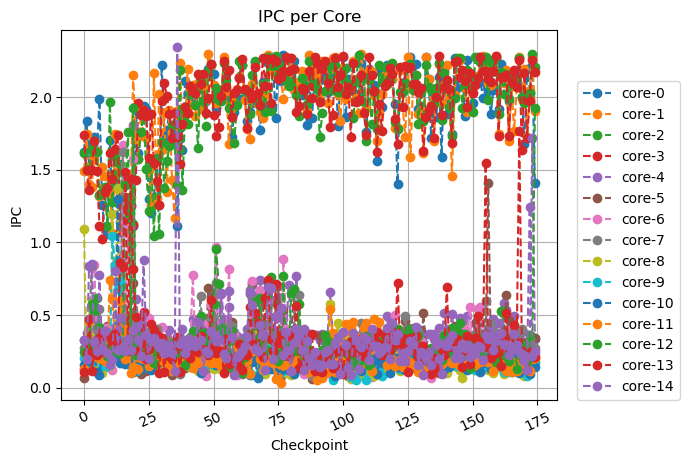 IPC per Core
IPC
2.0
1.5
1.0
0.5
0.0
0
25
50
75
100
125
150
175
Checkpoint
core-0
core-1
core-2
core-3
core-4
core-5
core-6
core-7
core-8
core-9
core-10
core-11
core-12
core-13
core-14